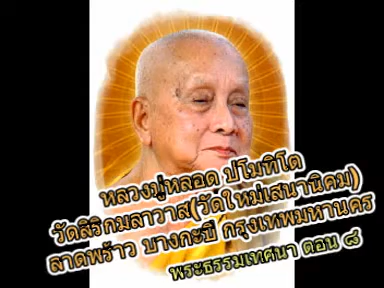 หลวงปู่หลอด ปโมทิโต
วัดสิริกมลาวาส(วัดใหม่เสนานิคม)
ลาดพร้าว บางกะปิ กรุงเทพมหานคร
พระธรรมเทศนา ตอน ๘